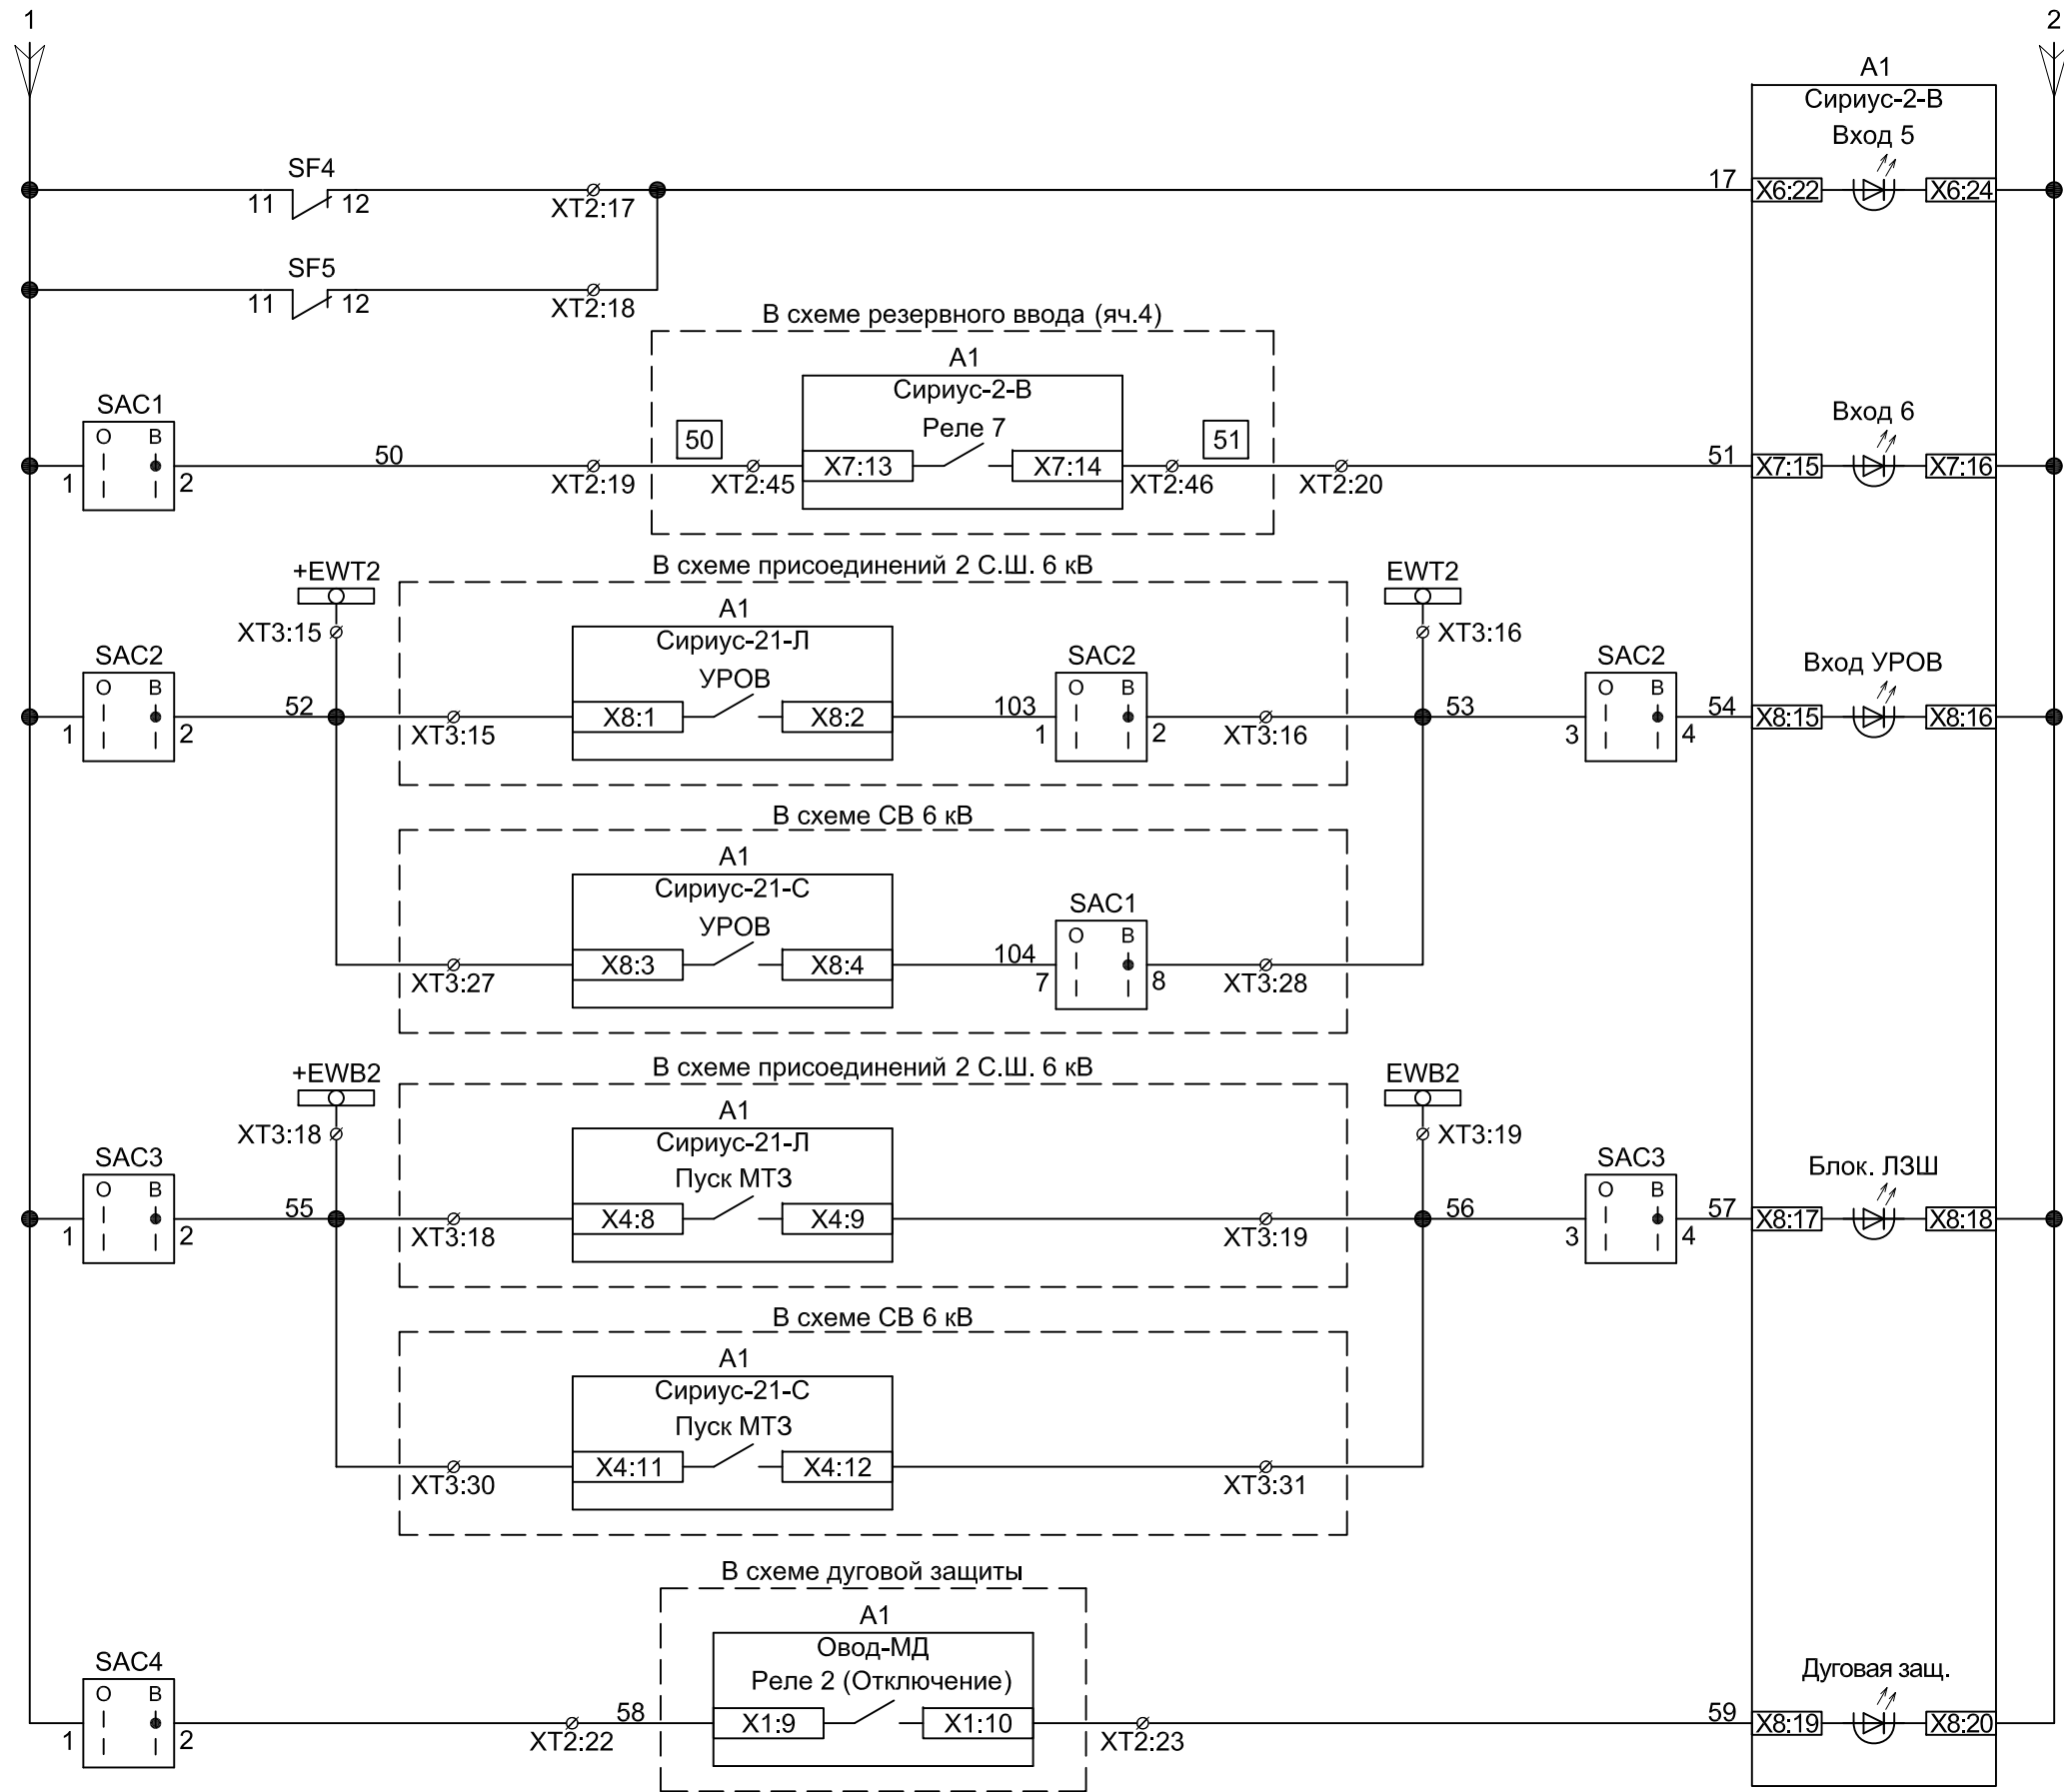 1
2
A1
Сириус-2-В
Вход 5
SF4
11
12
XT2:17
17
X6:22
X6:24
SF5
11
12
XT2:18
В схеме резервного ввода (яч.4)
A1
Сириус-2-В
Реле 7
SAC1
О В
1
2
50
XT2:19
50
XT2:45
X7:13
X7:14
XT2:46
51
XT2:20
51
Вход 6
X7:15
X7:16
В схеме присоединений 2 С.Ш. 6 кВ
+EWT2
XT3:15
EWT2
XT3:16
A1
Сириус-21-Л
УРОВ
SAC2
О В
1
2
52
XT3:15
X8:1
X8:2
103
SAC2
О В
1
2
XT3:16
53
SAC2
О В
3
4
54
Вход УРОВ
X8:15
X8:16
В схеме СВ 6 кВ
A1
Сириус-21-С
УРОВ
XT3:27
X8:3
X8:4
104
SAC1
О В
7
8
XT3:28
В схеме присоединений 2 С.Ш. 6 кВ
+EWB2
XT3:18
EWB2
XT3:19
A1
Сириус-21-Л
Пуск МТЗ
SAC3
О В
1
2
55
XT3:18
X4:8
X4:9
XT3:19
56
SAC3
О В
3
4
57
Блок. ЛЗШ
X8:17
X8:18
В схеме СВ 6 кВ
A1
Сириус-21-С
Пуск МТЗ
XT3:30
X4:11
X4:12
XT3:31
В схеме дуговой защиты
A1
Овод-МД
Реле 2 (Отключение)
SAC4
О В
1
2
XT2:22
58
X1:9
X1:10
XT2:23
59
Дуговая защ.
X8:19
X8:20